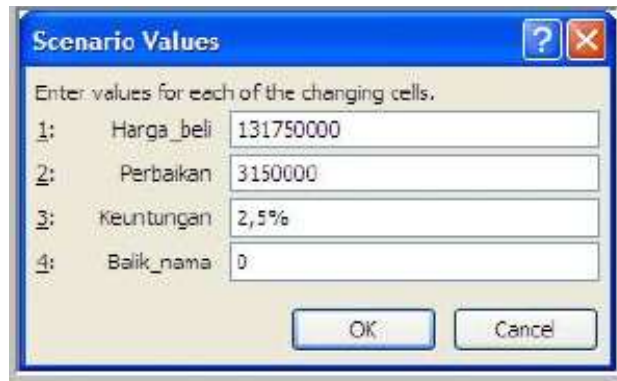 Scenario Values
Enter values for each of the changing cells.
1: Harga_beli 131750000
2: Perbaikan 3150000
3: Keuntungan 2,5%
4: Balik_nama 0
OK Cancel